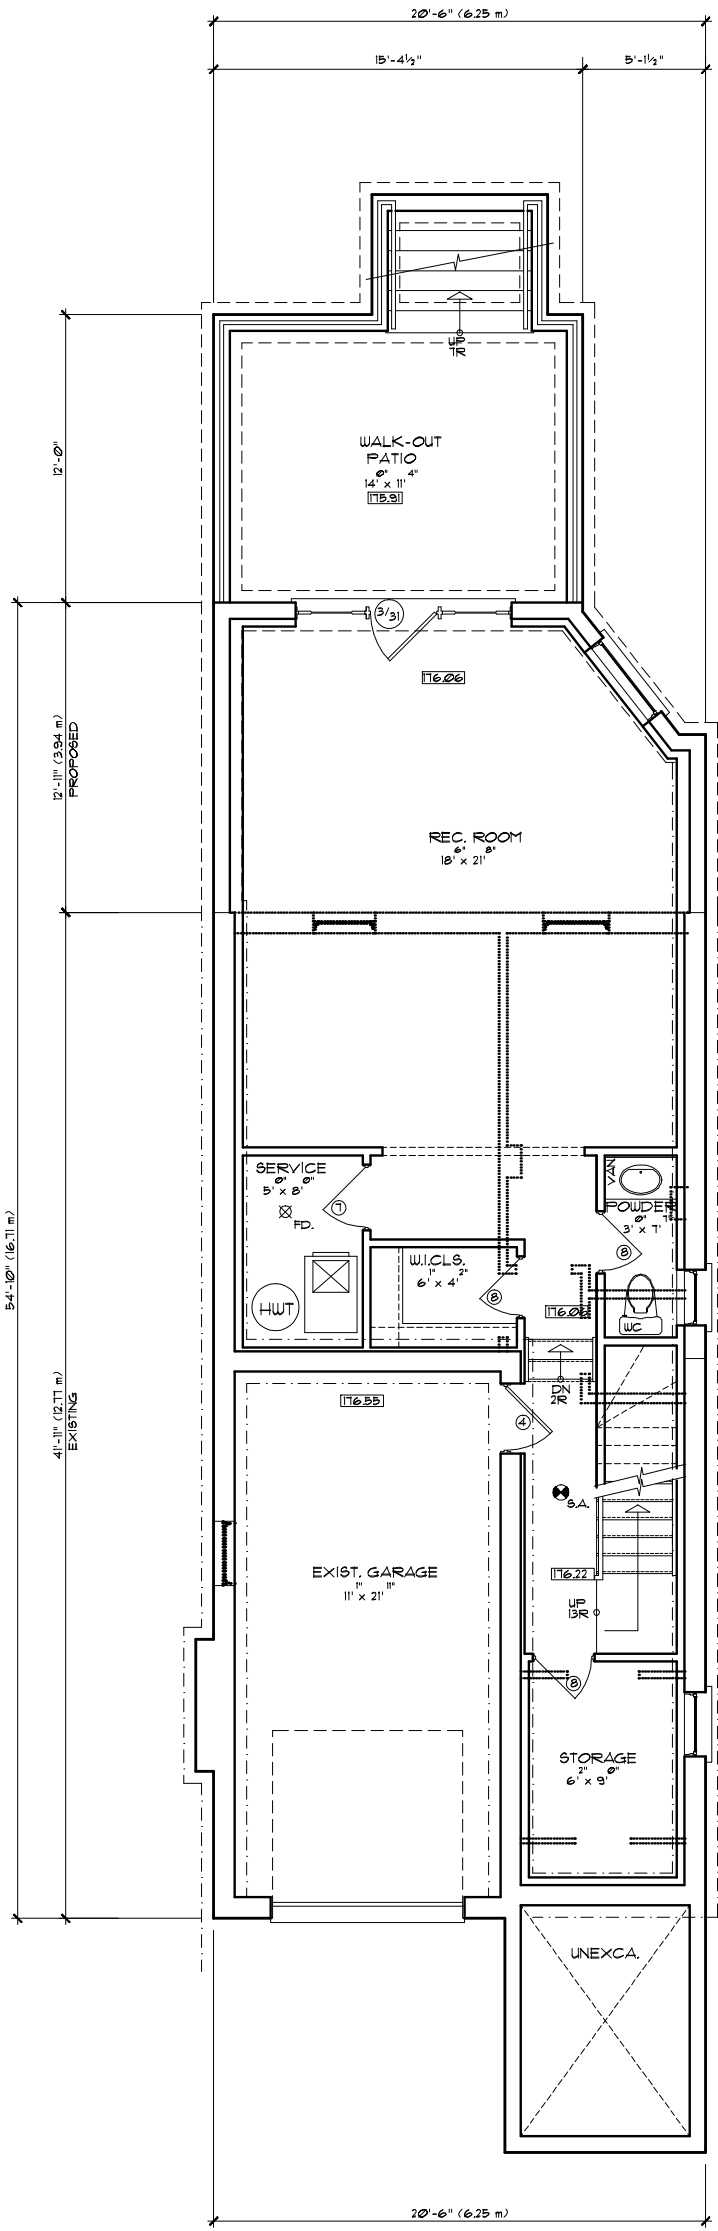 20'-6" (6.25 m)
15'-4½"
5'-1½"
UP
7R
12'-0"
WALK-OUT
PATIO
0" 4"
14' x 11'
175.91
3/31
176.06
12'-11" (3.94 m)
PROPOSED
REC. ROOM
6" 8"
18' x 21'
SERVICE
0" 0"
5' x 8'
7
FD.
VAN
POWDER
0" 7"
3' x 7'
8
W.I.CLS.
1" 2"
6' x 4'
8
HWT
176.06
WC
54'-10" (16.71 m)
DN
2R
176.55
4
41'-11" (12.77 m)
EXISTING
S.A.
EXIST. GARAGE
1" 11"
11' x 21'
176.22
UP
13R
8
STORAGE
2" 0"
6' x 9'
UNEXCA.
20'-6" (6.25 m)